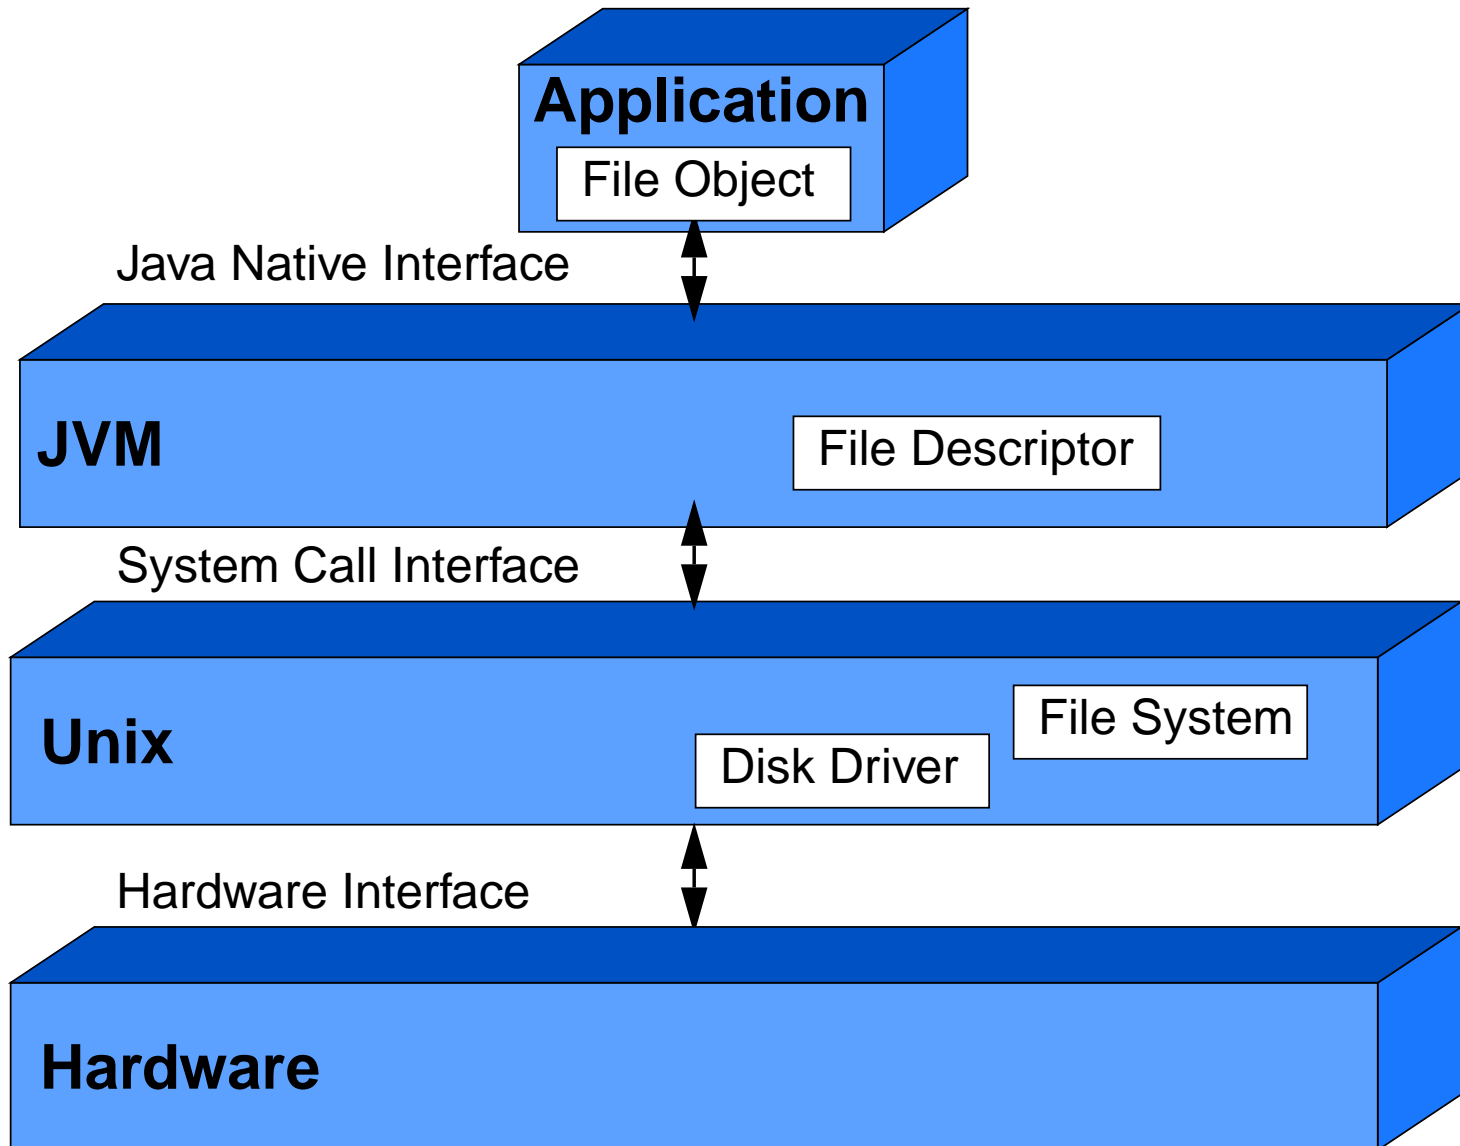 Application
File Object
Java Native Interface
JVM
File Descriptor
System Call Interface
Unix
File System
Disk Driver
Hardware Interface
Hardware